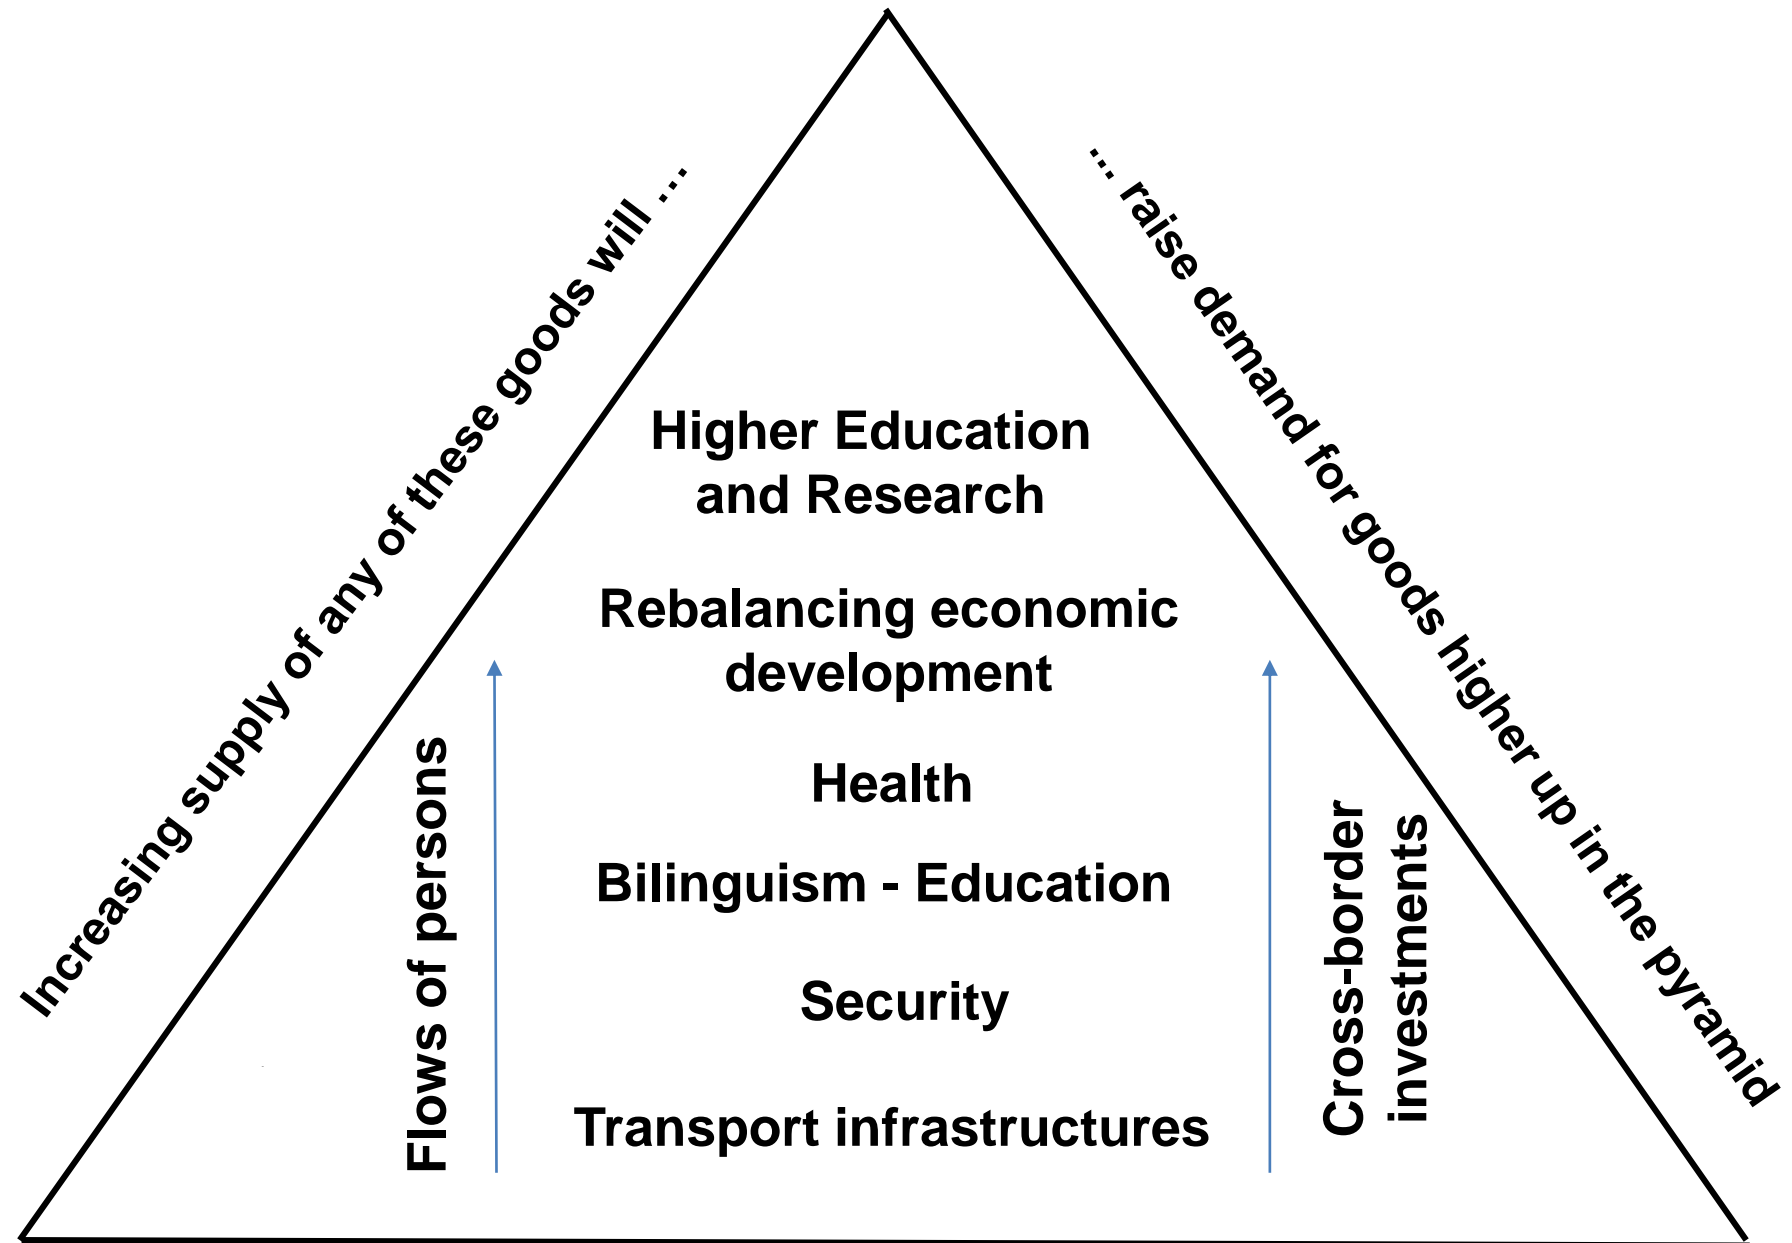 Increasing supply of any of these goods will …
… raise demand for goods higher up in the pyramid
Higher Education
and Research
Rebalancing economic
development
Health
Bilinguism - Education
Security
Transport infrastructures
Flows of persons
Cross-border
investments